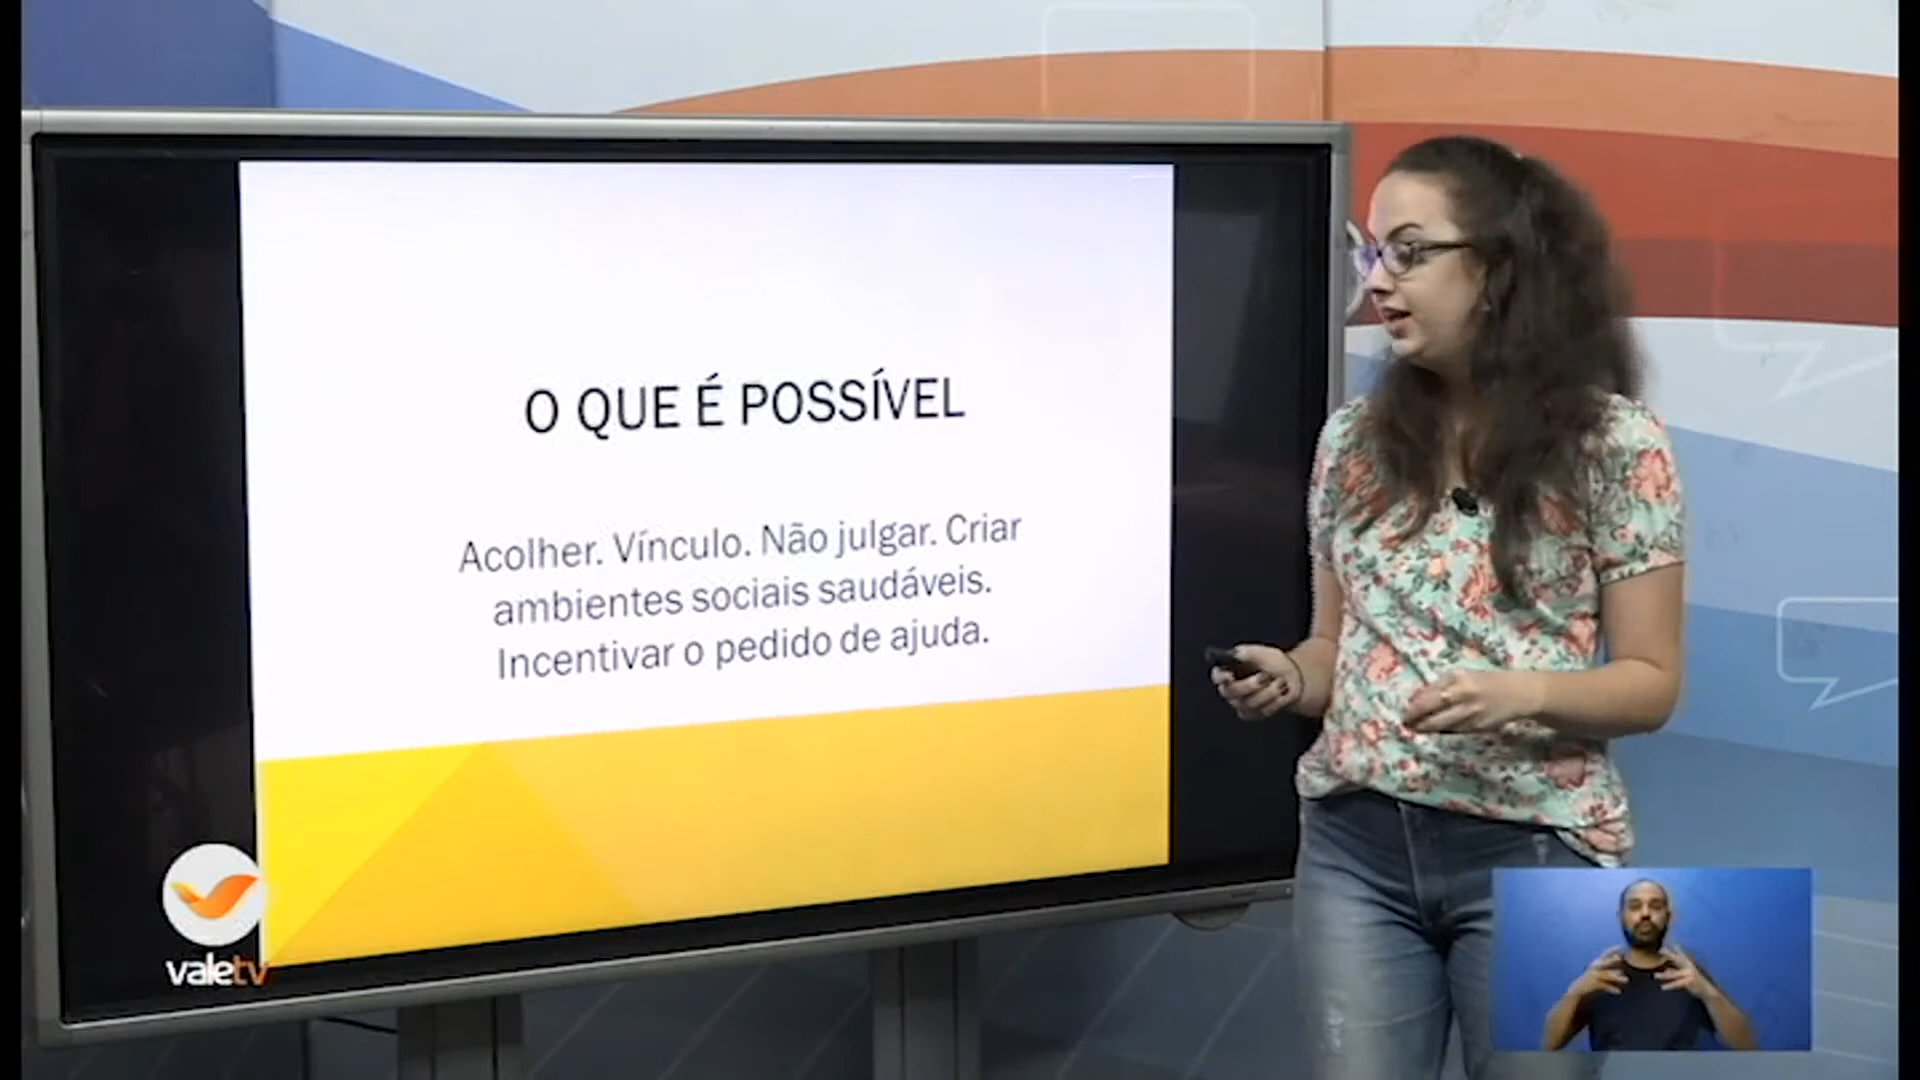 O QUE É POSSÍVEL
Acolher. Vínculo. Não julgar. Criar
ambientes sociais saudáveis.
Incentivar o pedido de ajuda.
valetv